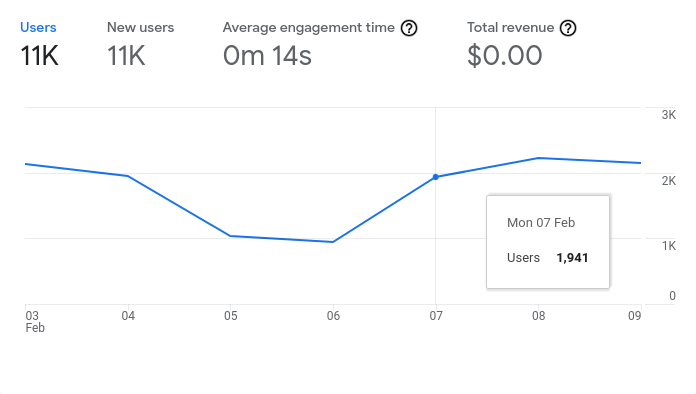 Users New users Average engagement time ? Total revenue ?
11K 11K 0m 14s $0.00
3K
2K
Mon 07 Feb
Users 1,941
1K
0
03 04 05 06 07 08 09
Feb